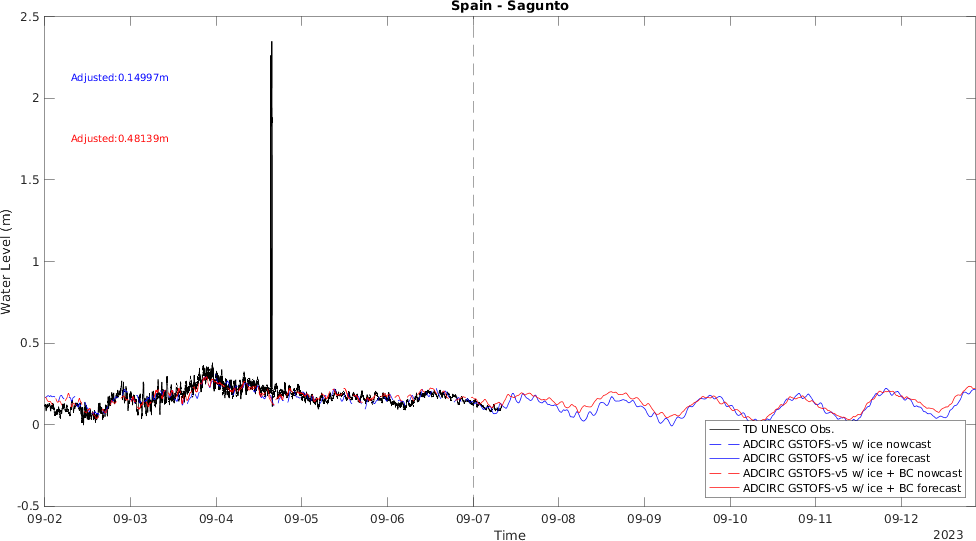 Spain - Sagunto
2.5
2
1.5
1
0.5
0
-0.5
Water Level (m)
Adjusted:0.14997m
Adjusted:0.48139m
TD UNESCO Obs.
ADCIRC GSTOFS-v5 w/ice nowcast
ADCIRC GSTOFS-v5 w/ice forecast
ADCIRC GSTOFS-v5 w/ice + BC nowcast
ADCIRC GSTOFS-v5 w/ice + BC forecast
09-02 09-03 09-04 09-05 09-06 09-07 09-08 09-09 09-10 09-11 09-12
Time
2023